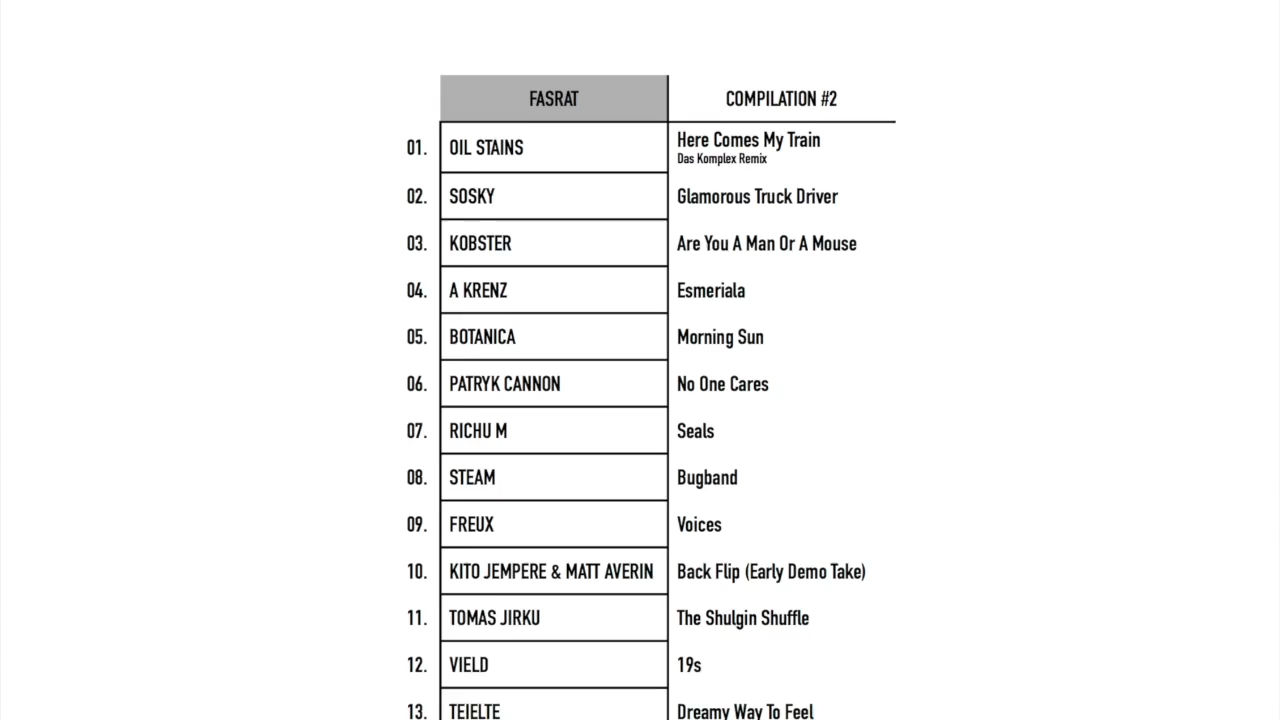 FASRAT COMPILATION #2
01. OIL STAINS Here Comes My Train
Das Komplex Remix
02. SOSKY Glamorous Truck Driver
03. KOBSTER Are You A Man Or A Mouse
04. A KRENZ Esmeriala
05. BOTANICA Morning Sun
06. PATRYK CANNON No One Cares
07. RICHU M Seals
08. STEAM Bugband
09. FREUX Voices
10. KITO JEMPERE & MATT AVERIN Back Flip (Early Demo Take)
11. TOMAS JIRKU The Shulgin Shuffle
12. VIELD 19s
13. TEIELTE Dreamy Way To Feel